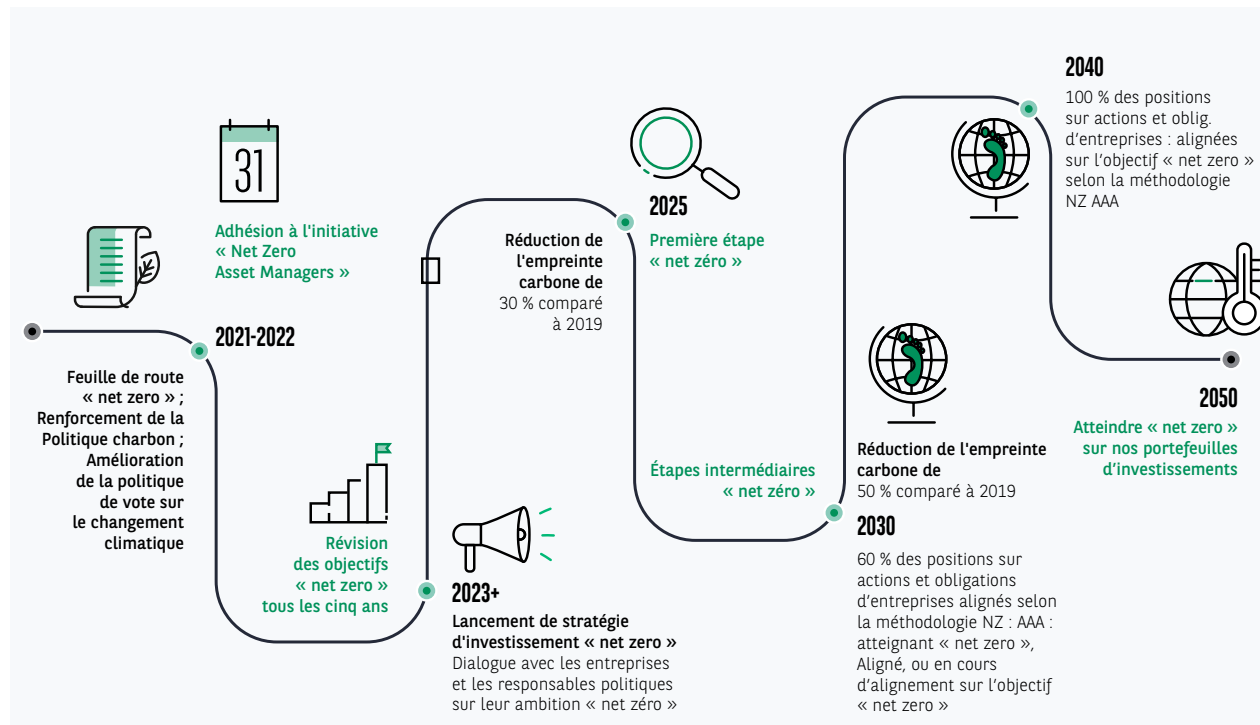 31
Adhésion à l'initiative
« Net Zero
Asset Managers »
2021-2022
Feuille de route
« net zero » ;
Renforcement de la
Politique charbon ;
Amélioration
de la politique
de vote sur
le changement
climatique
Révision
des objectifs
« net zero »
tous les cinq ans
2023+
Lancement de stratégie
d'investissement « net zero »
Dialogue avec les entreprises
et les responsables politiques
sur leur ambition « net zéro »
Réduction de
l'empreinte
carbone de
30 % comparé
à 2019
2025
Première étape
« net zéro »
Étapes intermédiaires
« net zéro »
Réduction de l'empreinte
carbone de
50 % comparé à 2019
2030
60 % des positions sur
actions et obligations
d'entreprises alignés selon
la méthodologie NZ : AAA :
atteignant « net zero »,
Aligné, ou en cours
d'alignement sur l'objectif
« net zero »
2040
100 % des positions
sur actions et oblig.
d'entreprises : alignées
sur l'objectif « net zero »
selon la méthodologie
NZ AAA
2050
Atteindre « net zero »
sur nos portefeuilles
d'investissements